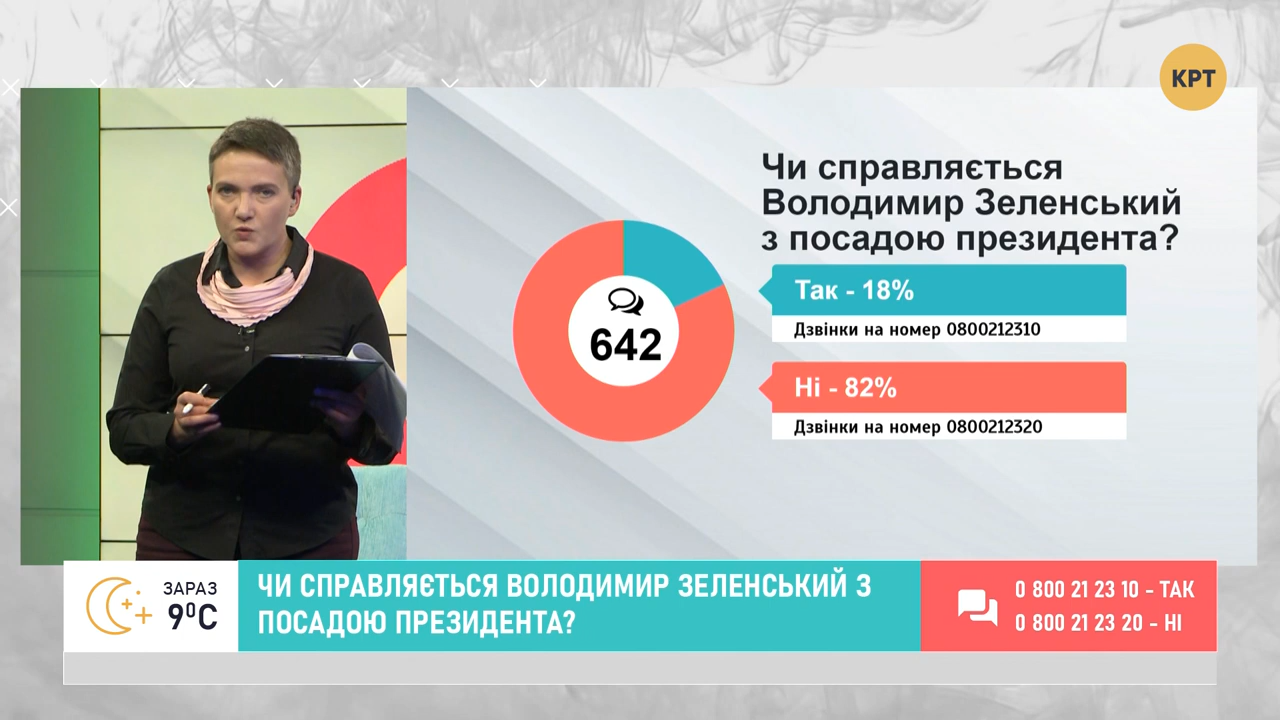 КРТ
Чи справляється
Володимир Зеленський
з посадою президента?
642
Так - 18%
Дзвінки на номер 0800212310
Ні - 82%
Дзвінки на номер 0800212320
ЗАРАЗ
9⁰C
ЧИ СПРАВЛЯЄТЬСЯ ВОЛОДИМИР ЗЕЛЕНСЬКИЙ З
ПОСАДОЮ ПРЕЗИДЕНТА?
0 800 21 23 10 – ТАК
0 800 21 23 20 – НІ